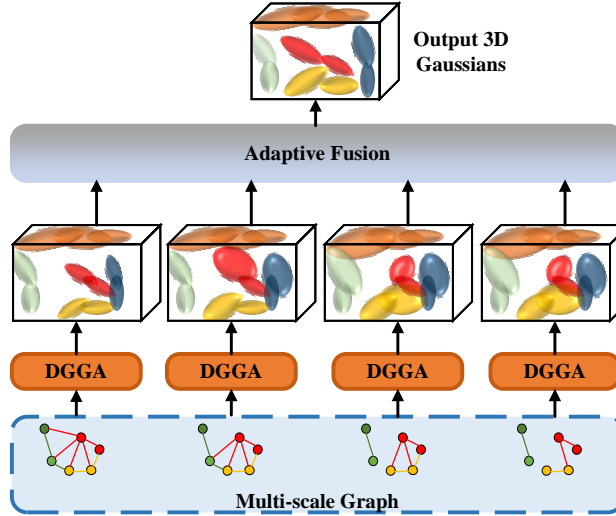 Output 3D
Gaussians
Adaptive Fusion
DGGA
DGGA
DGGA
DGGA
Multi-scale Graph